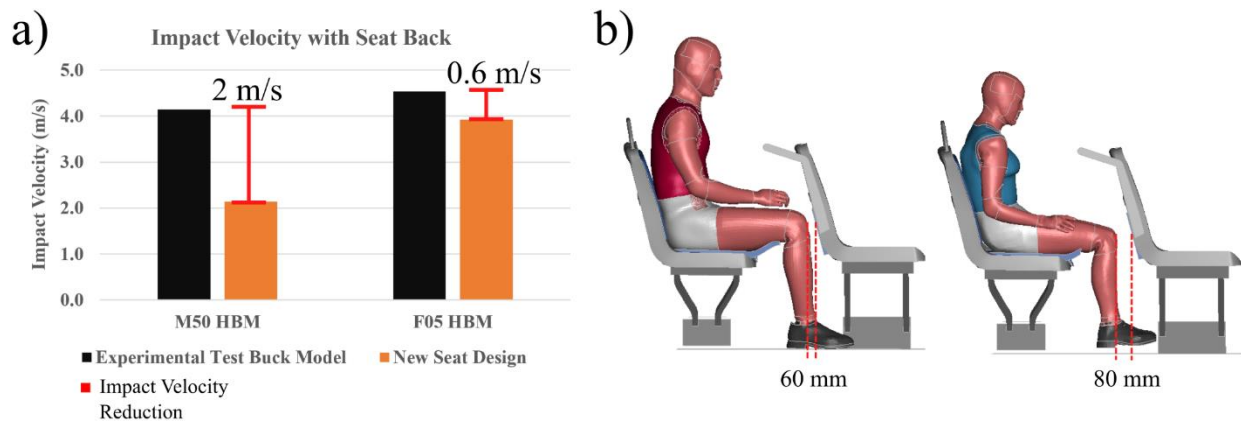 a)
Impact Velocity with Seat Back
Impact Velocity (m/s)
5.0
4.0
3.0
2.0
1.0
0.0
2 m/s
0.6 m/s
M50 HBM
F05 HBM
Experimental Test Buck Model
New Seat Design
Impact Velocity
Reduction
b)
60 mm
80 mm